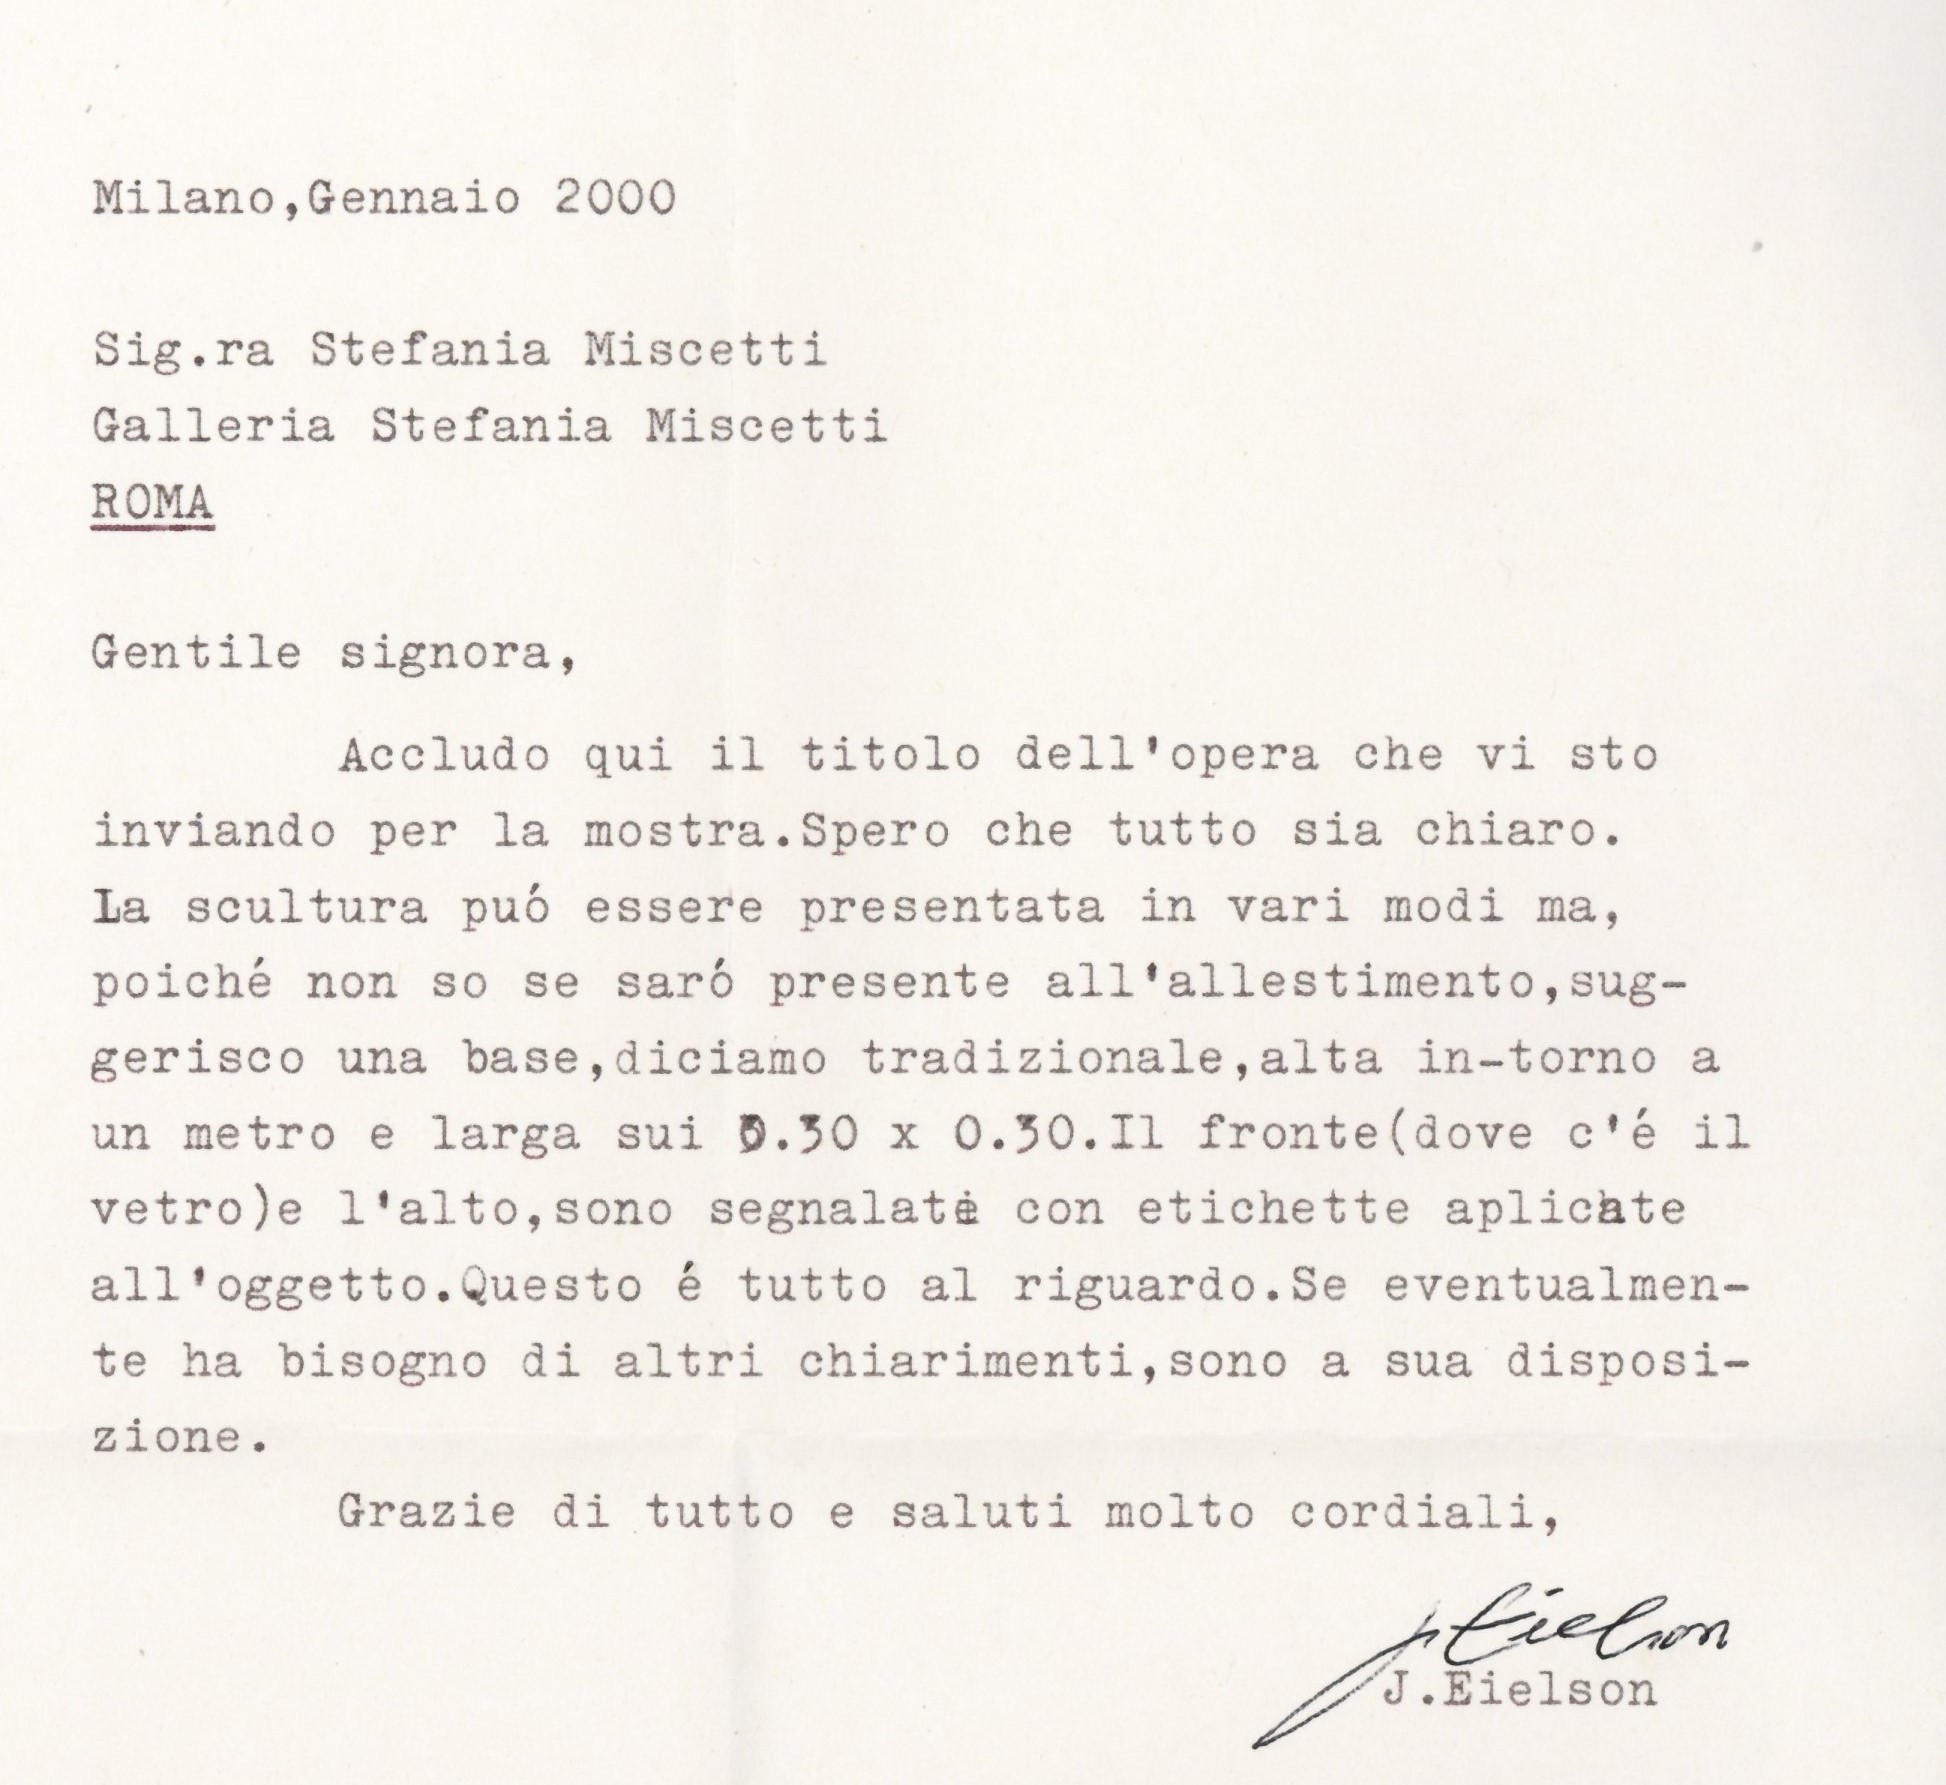 Milano,Gennaio 2000
Sig.ra Stefania Miscetti
Galleria Stefania Miscetti
ROMA
Gentile signora,
Accludo qui il titolo dell'opera che vi sto
inviando per la mostra.Spero che tutto sia chiaro.
La scultura puó essere presentata in vari modi ma,
poiché non so se saró presente all'allestimento,sug-
gerisco una base,diciamo tradizionale,alta in-torno a
un metro e larga sui 0.30 x 0.30.Il fronte(dove c'é il
vetro)e l'alto,sono segnalati con etichette aplicate
all'oggetto.Questo é tutto al riguardo.Se eventualmen-
te ha bisogno di altri chiarimenti,sono a sua disposi-
zione.
Grazie di tutto e saluti molto cordiali,
J Eielson
J.Eielson